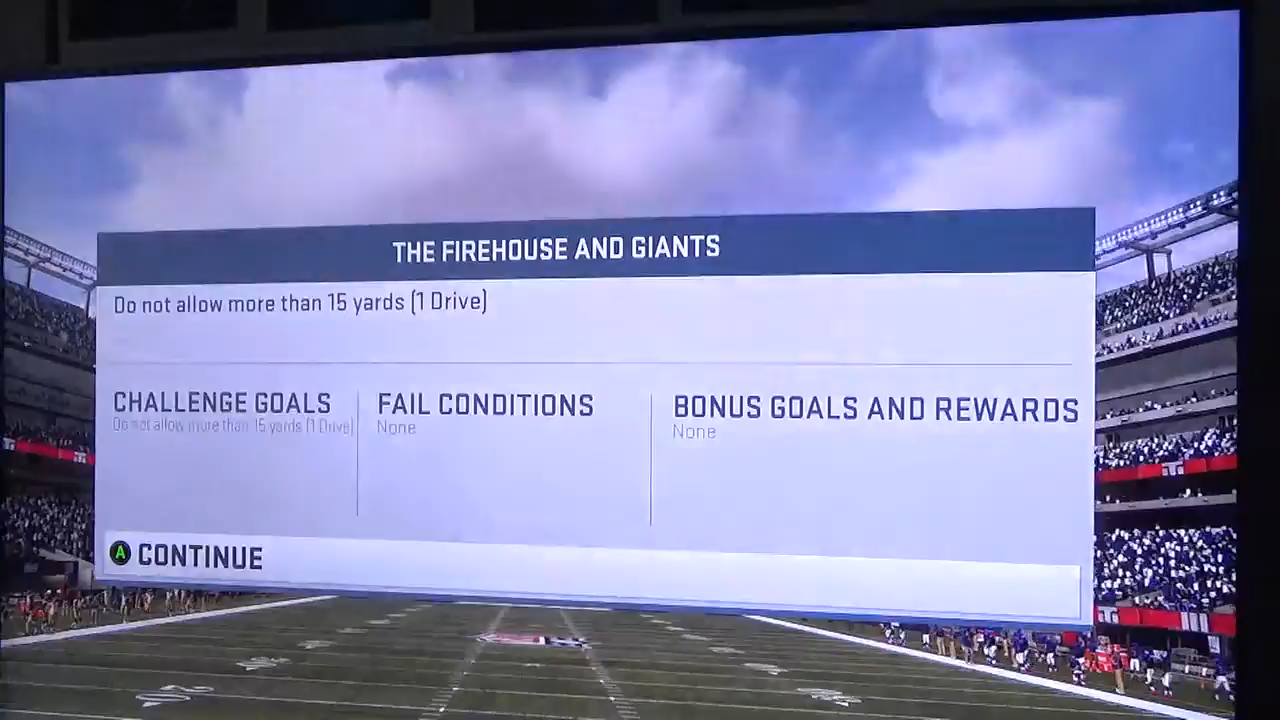 THE FIREHOUSE AND GIANTS
Do not allow more than 15 yards (1 Drive)
CHALLENGE GOALS
Do not allow more than 15 yards (1 Drive)
FAIL CONDITIONS
None
BONUS GOALS AND REWARDS
None
A CONTINUE